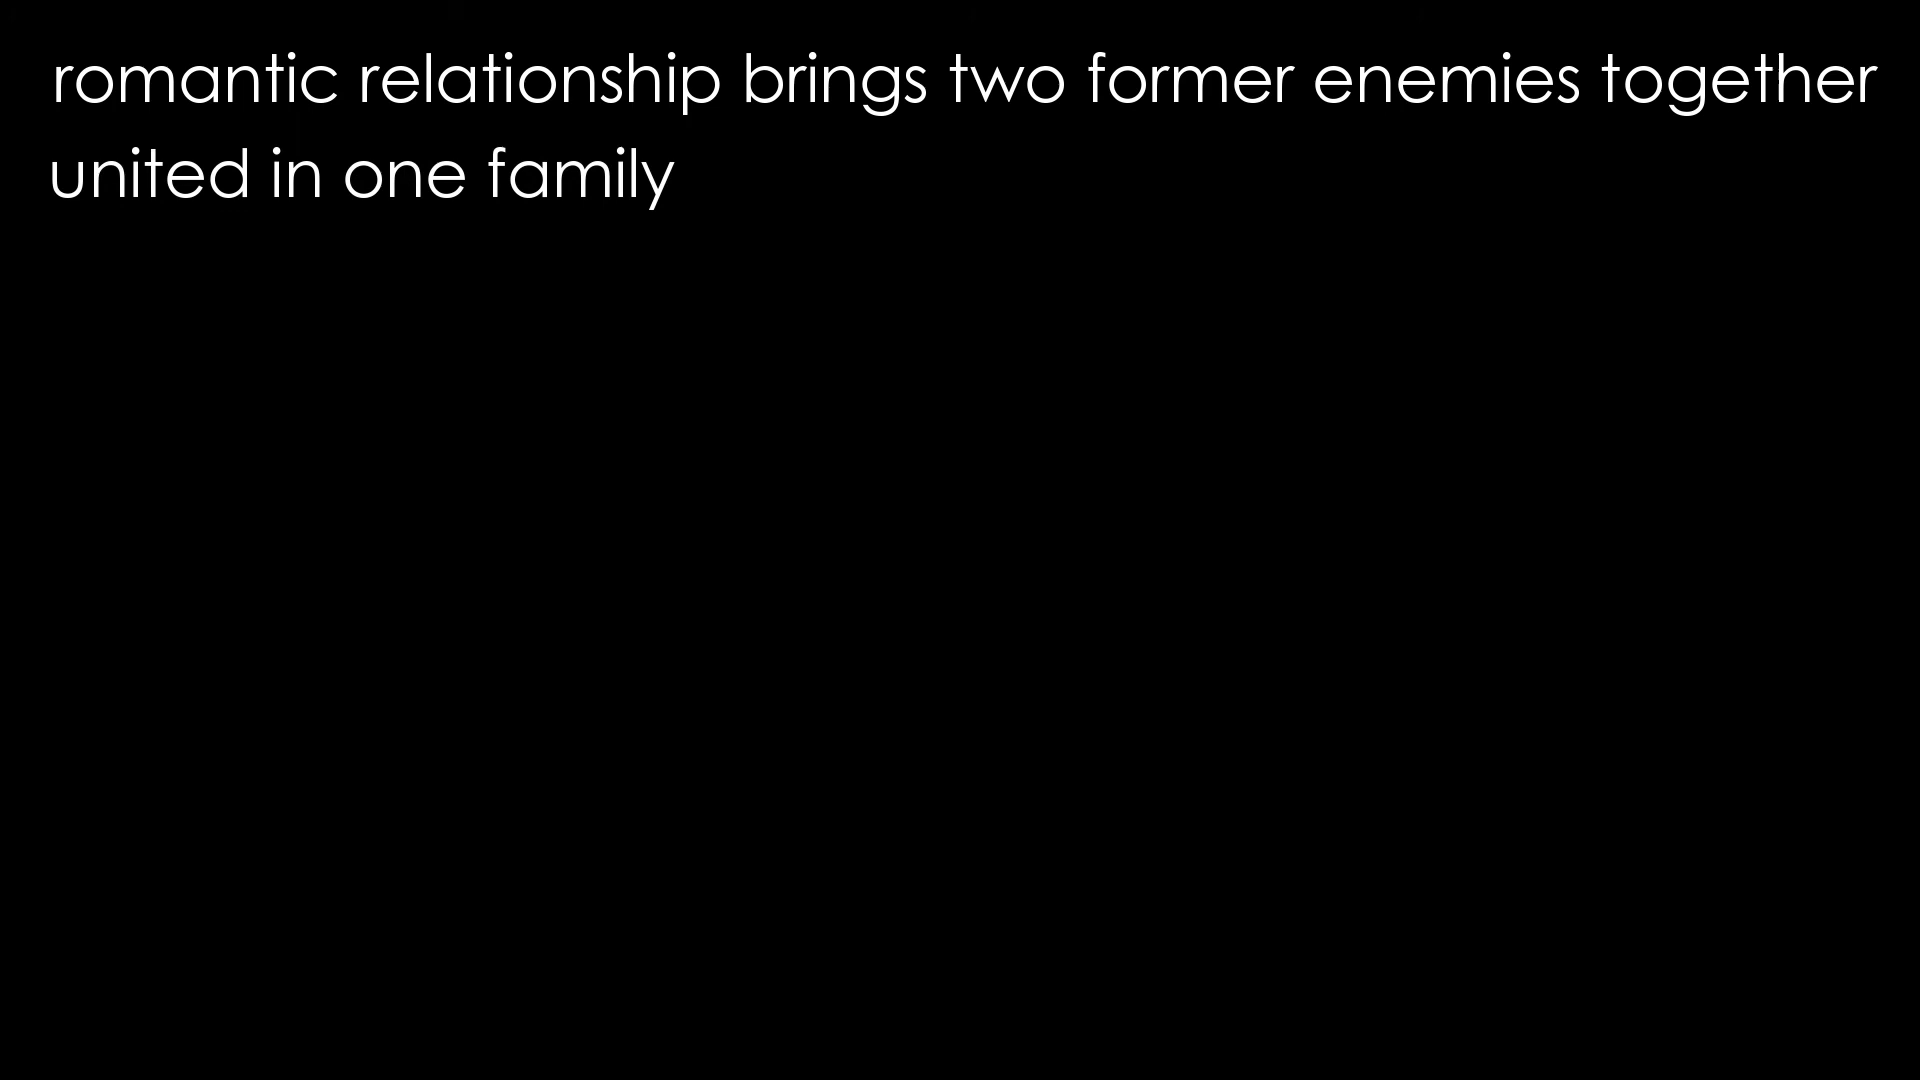 romantic relationship brings two former enemies together
united in one family